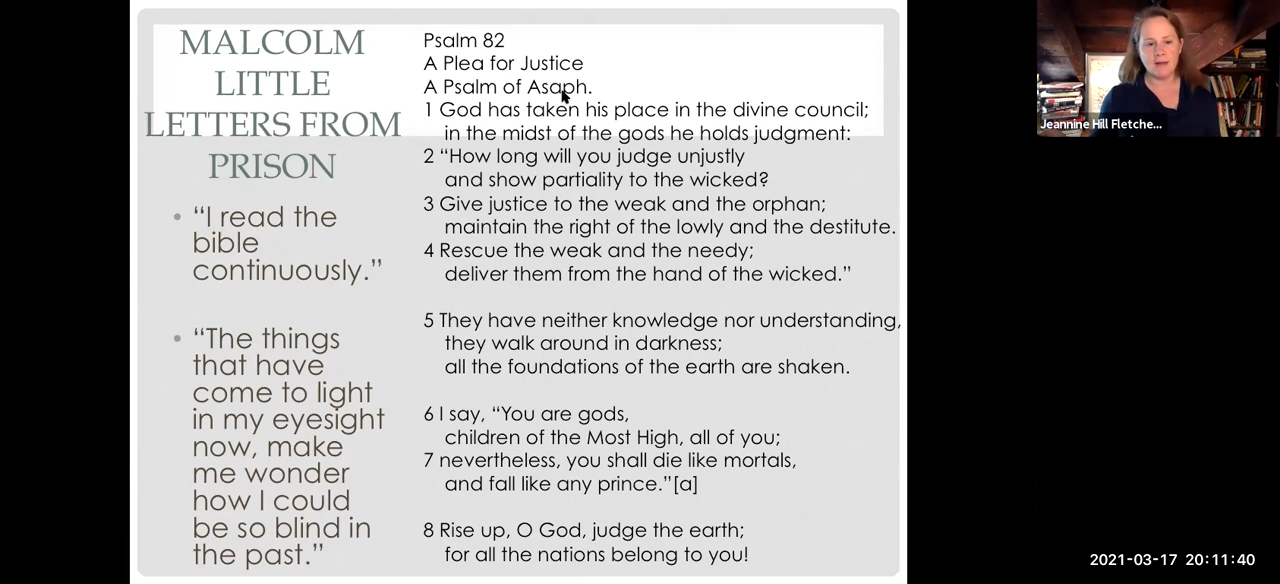 MALCOLM
LITTLE
LETTERS FROM
PRISON
• “I read the
bible
continuously.”
• “The things
that have
come to light
in my eyesight
now, make
me wonder
how I could
be so blind in
the past.”
Psalm 82
A Plea for Justice
A Psalm of Asaph.
1 God has taken his place in the divine council;
in the midst of the gods he holds judgment:
2 “How long will you judge unjustly
and show partiality to the wicked?
3 Give justice to the weak and the orphan;
maintain the right of the lowly and the destitute.
4 Rescue the weak and the needy;
deliver them from the hand of the wicked.”
5 They have neither knowledge nor understanding,
they walk around in darkness;
all the foundations of the earth are shaken.
6 I say, “You are gods,
children of the Most High, all of you;
7 nevertheless, you shall die like mortals,
and fall like any prince.”[a]
8 Rise up, O God, judge the earth;
for all the nations belong to you!
Jeannine Hill Fletche...
2021-03-17 20:11:40